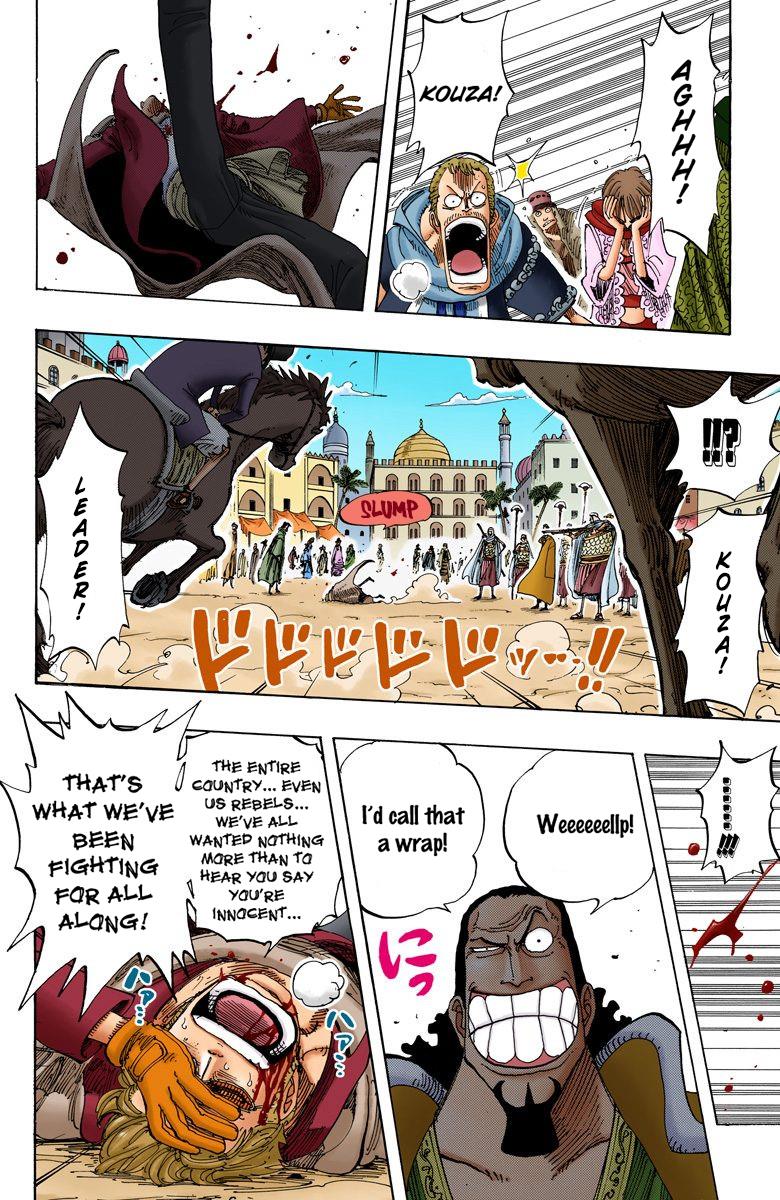 AGHHH!
KOUZA!
!!?
KOUZA!
SLUMP
LEADER!
ドドドドドッ…!!
Weeeeeellp!
I'd call that
a wrap!
にっ
THE ENTIRE
COUNTRY... EVEN
US REBELS...
WE'VE ALL
WANTED NOTHING
MORE THAN TO
HEAR YOU SAY
YOU'RE
INNOCENT...
THAT'S
WHAT WE'VE
BEEN
FIGHTING
FOR ALL
ALONG!
ハァ…
ハァ…